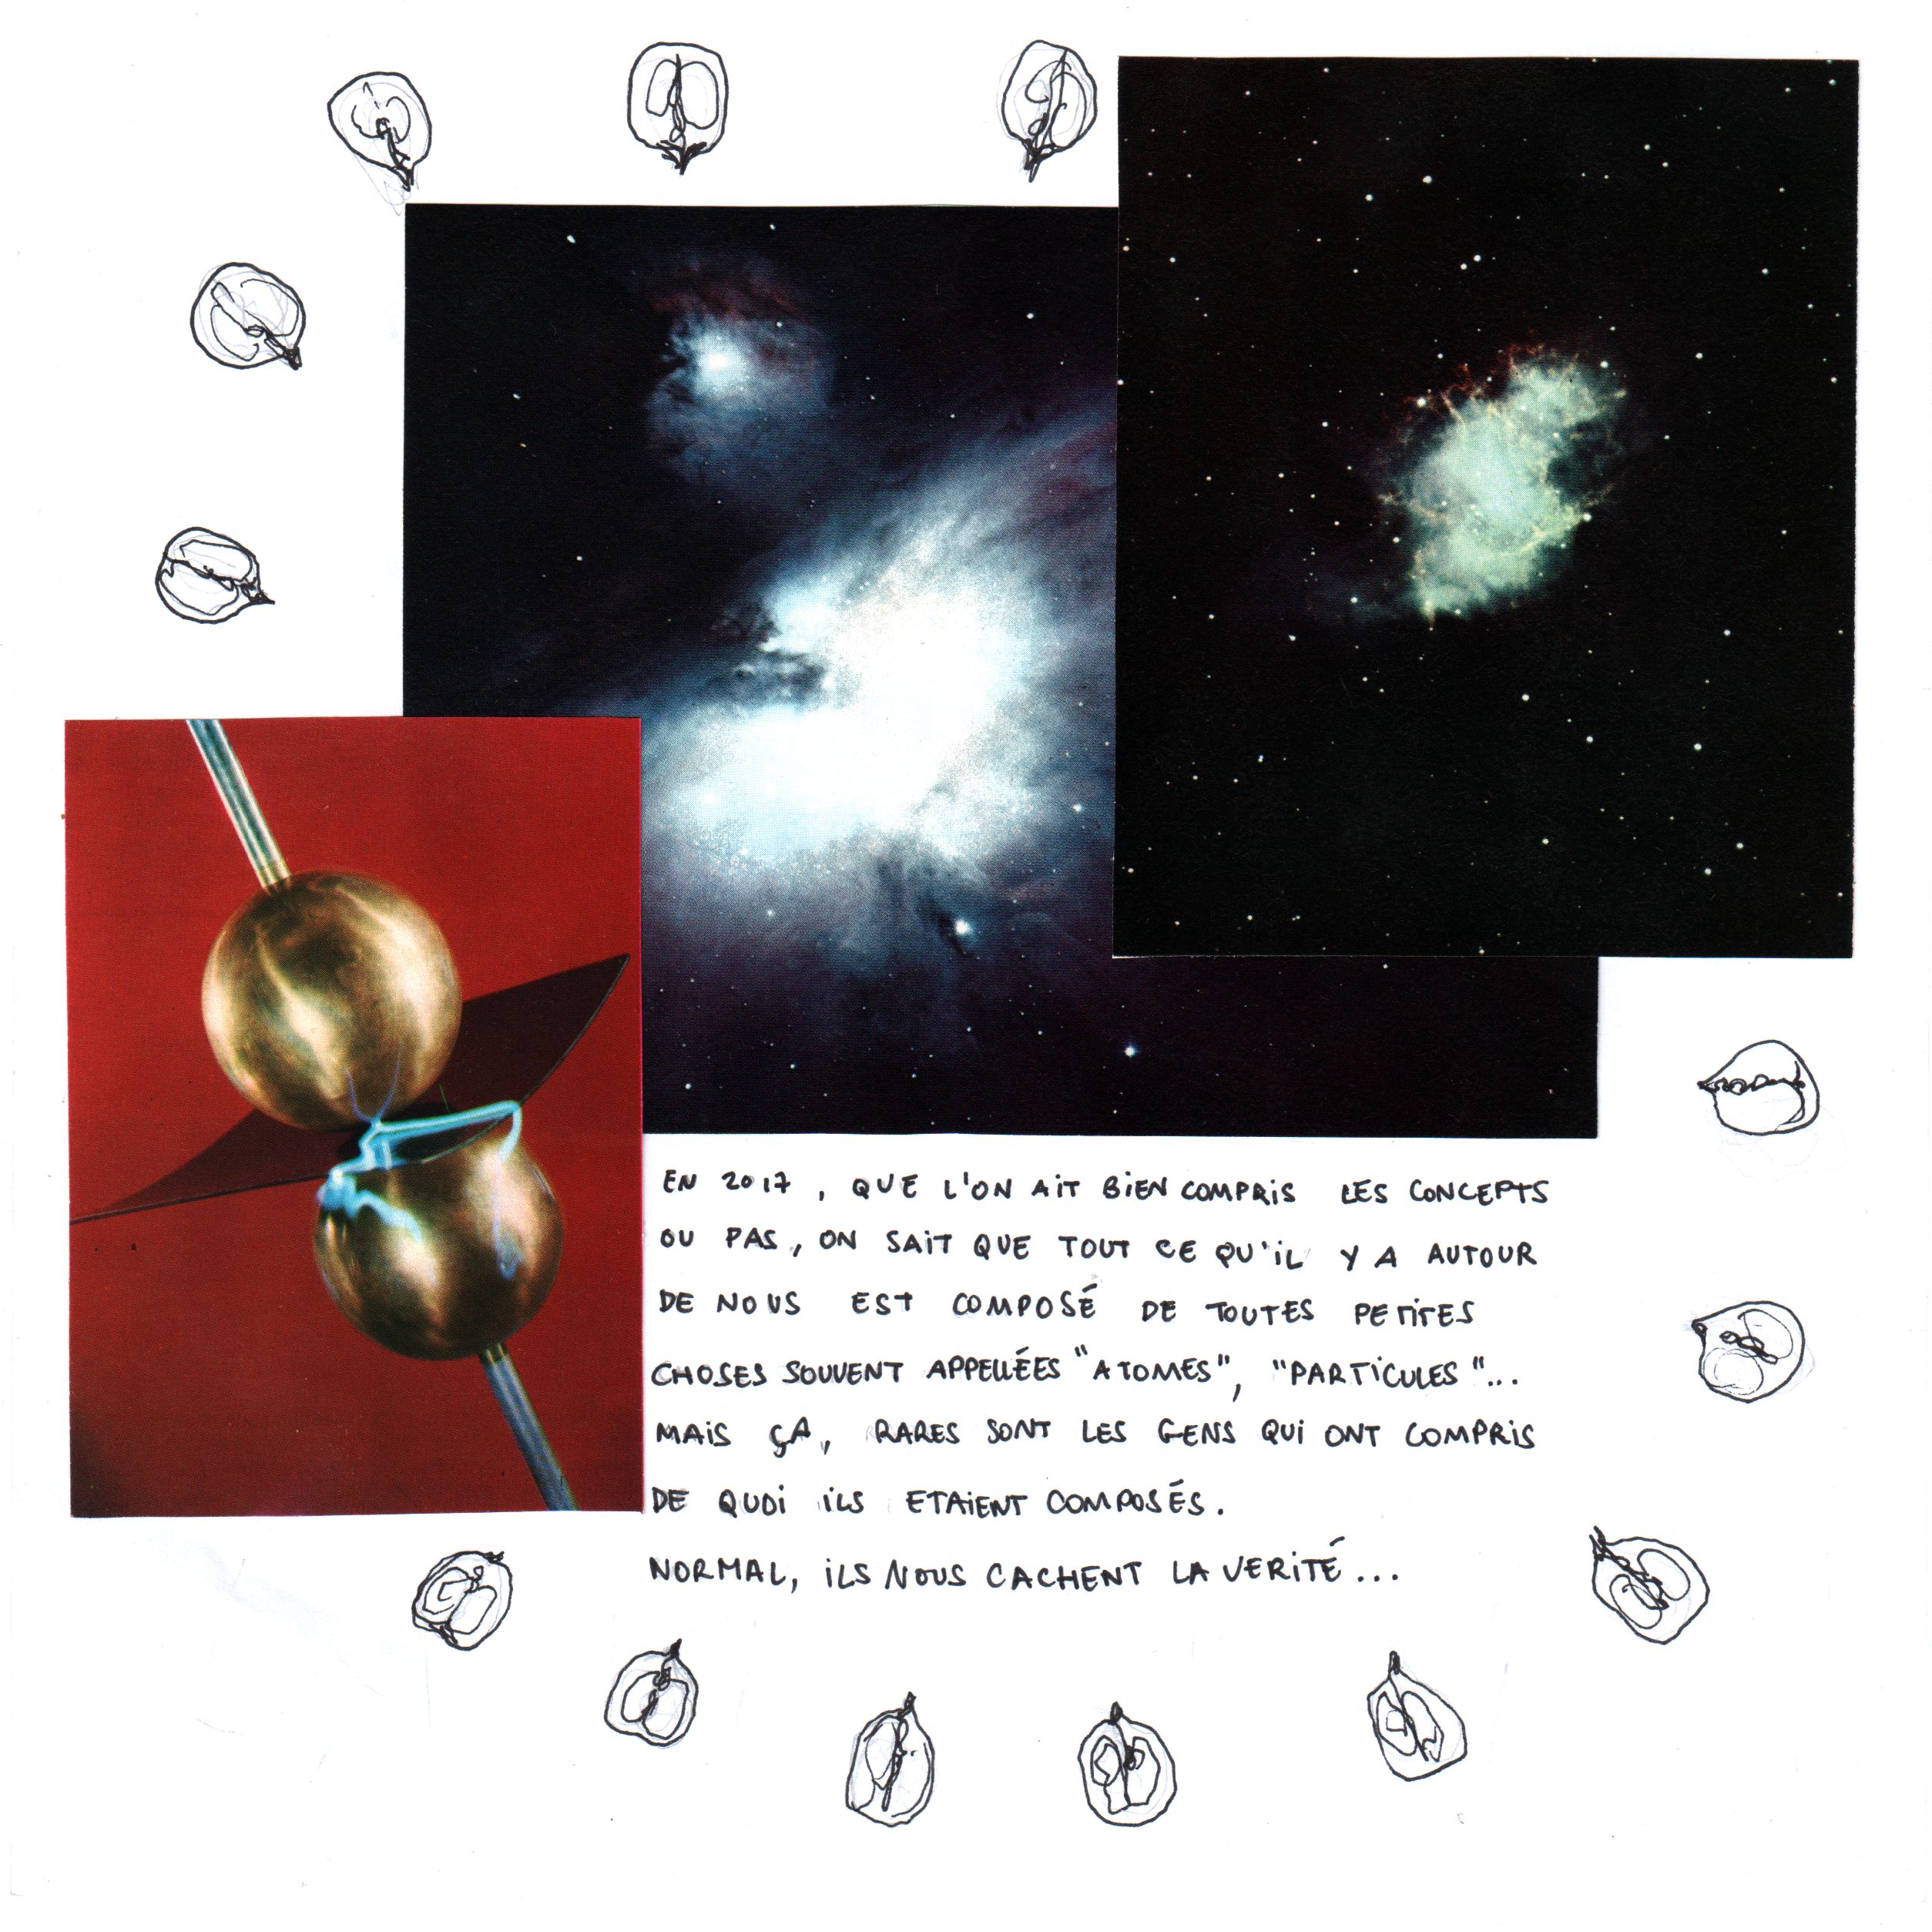 EN 2017, QUE L'ON AiT BiEN COMPRiS LES CONCEPTS
OU PAS, ON SAiT QUE TOUT CE QU'iL Y A AUTOUR
DE NOUS EST COMPOSÉ DE TOUTES PETiTES
CHOSES SOUVENT APPELLÉES "ATOMES", "PARTiCULES"...
MAiS ÇA, RARES SONT LES GENS QUi ONT COMPRiS
DE QUOi iLS ETAiENT COMPOSÉS.
NORMAL, iLS NOUS CACHENT LA VERiTÉ...